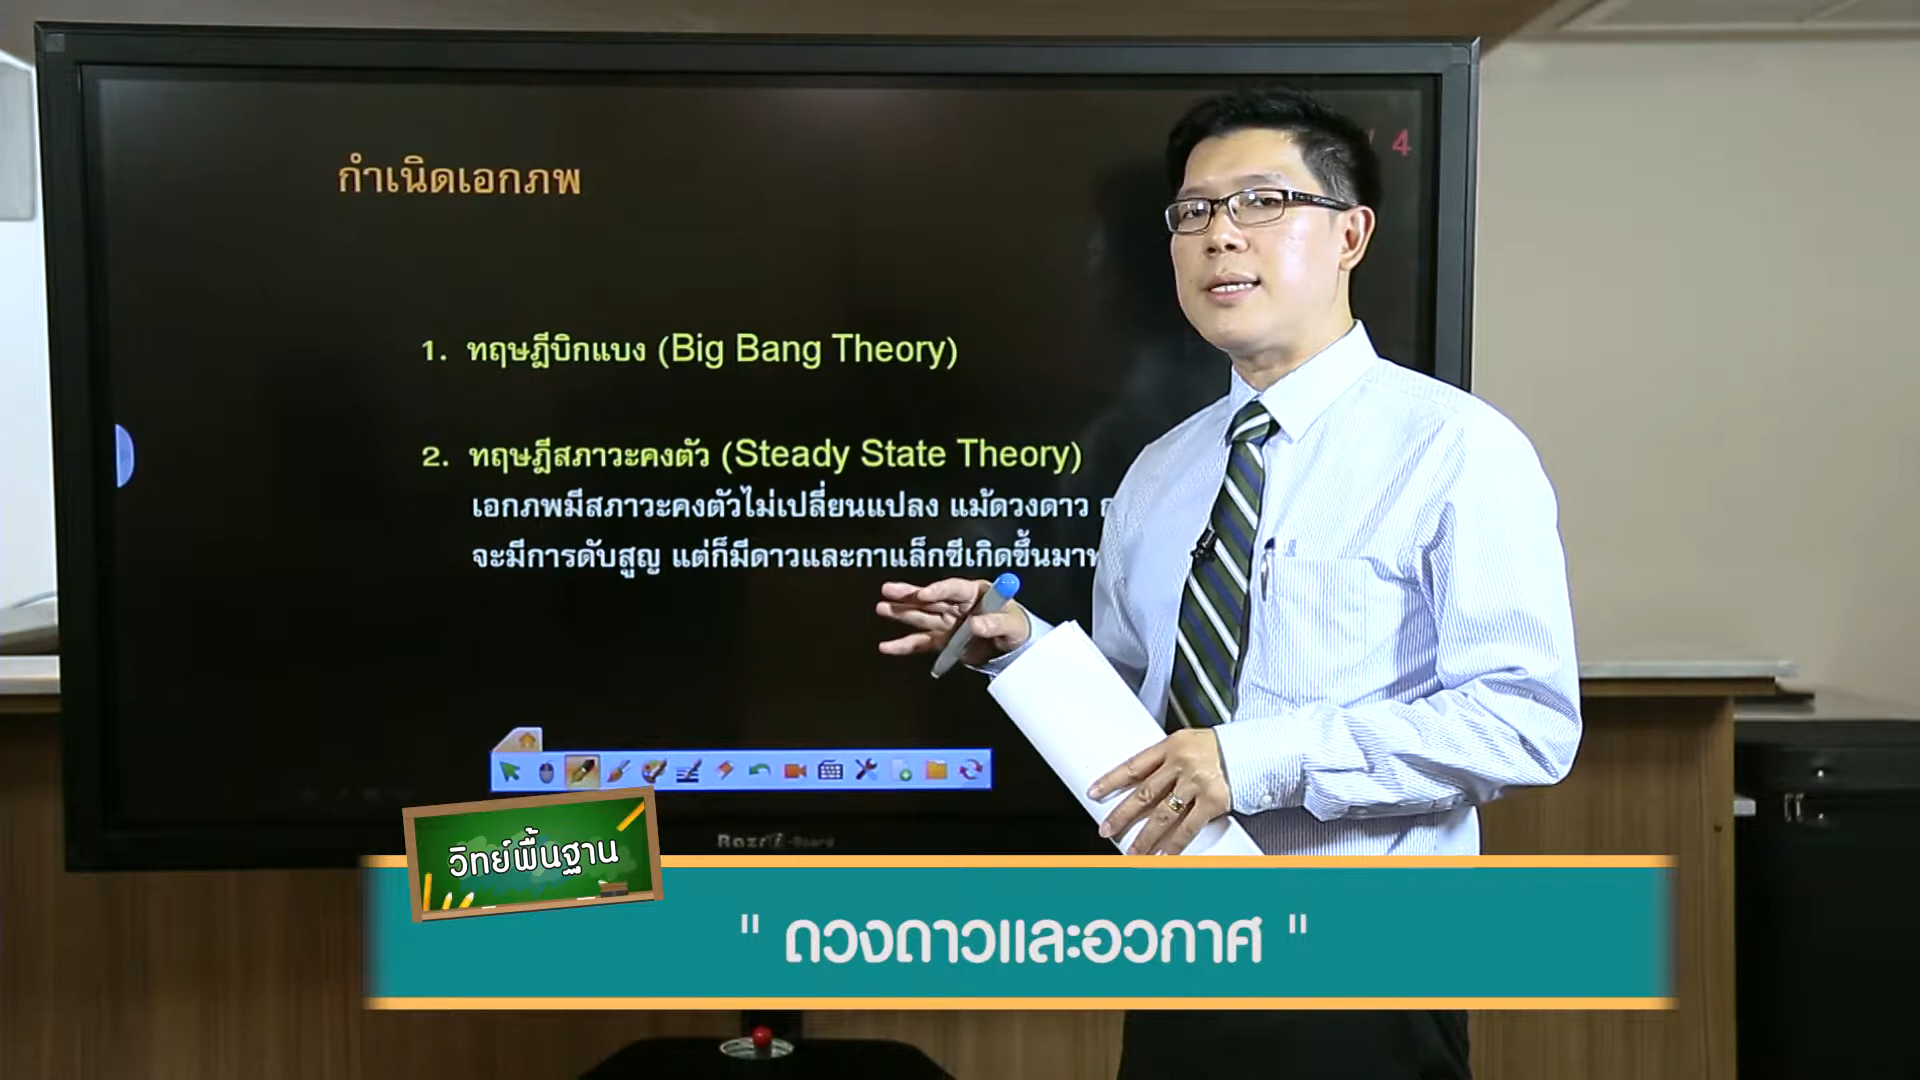 4
กำเนิดเอกภพ
1. ทฤษฎีบิกแบง (Big Bang Theory)
2. ทฤษฎีสภาวะคงตัว (Steady State Theory)
เอกภพมีสภาวะคงตัวไม่เปลี่ยนแปลง แม้ดวงดาว
จะมีการดับสูญ แต่ก็มีดาวและกาแล็กซีเกิดขึ้นมา
วิทย์พื้นฐาน
" ดวงดาวและอวกาศ "